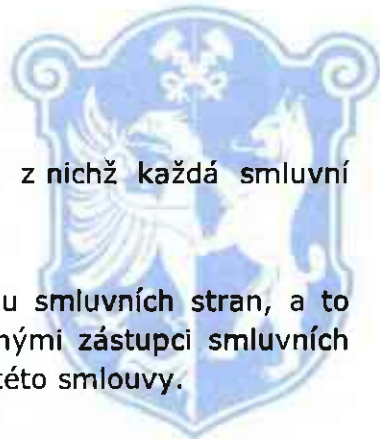 z nichž každá smluvní
u smluvních stran, a to
nými zástupci smluvních
této smlouvy.